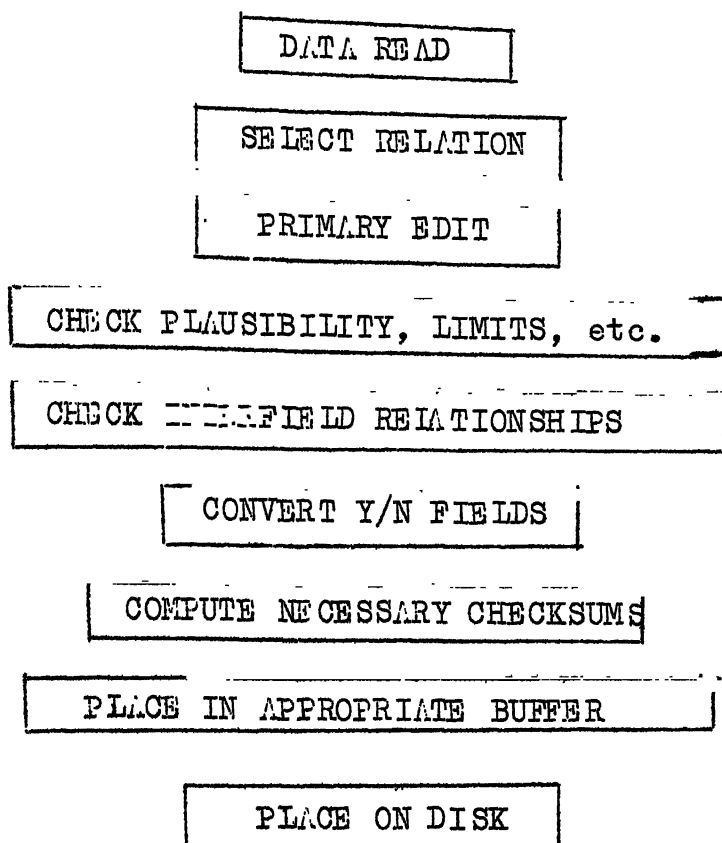 DATA READ
SELECT RELATION
PRIMARY EDIT
CHECK PLAUSIBILITY, LIMITS, etc.
CHECK FIELD RELATIONSHIPS
CONVERT Y/N FIELDS
COMPUTE NECESSARY CHECKSUMS
PLACE IN APPROPRIATE BUFFER
PLACE ON DISK